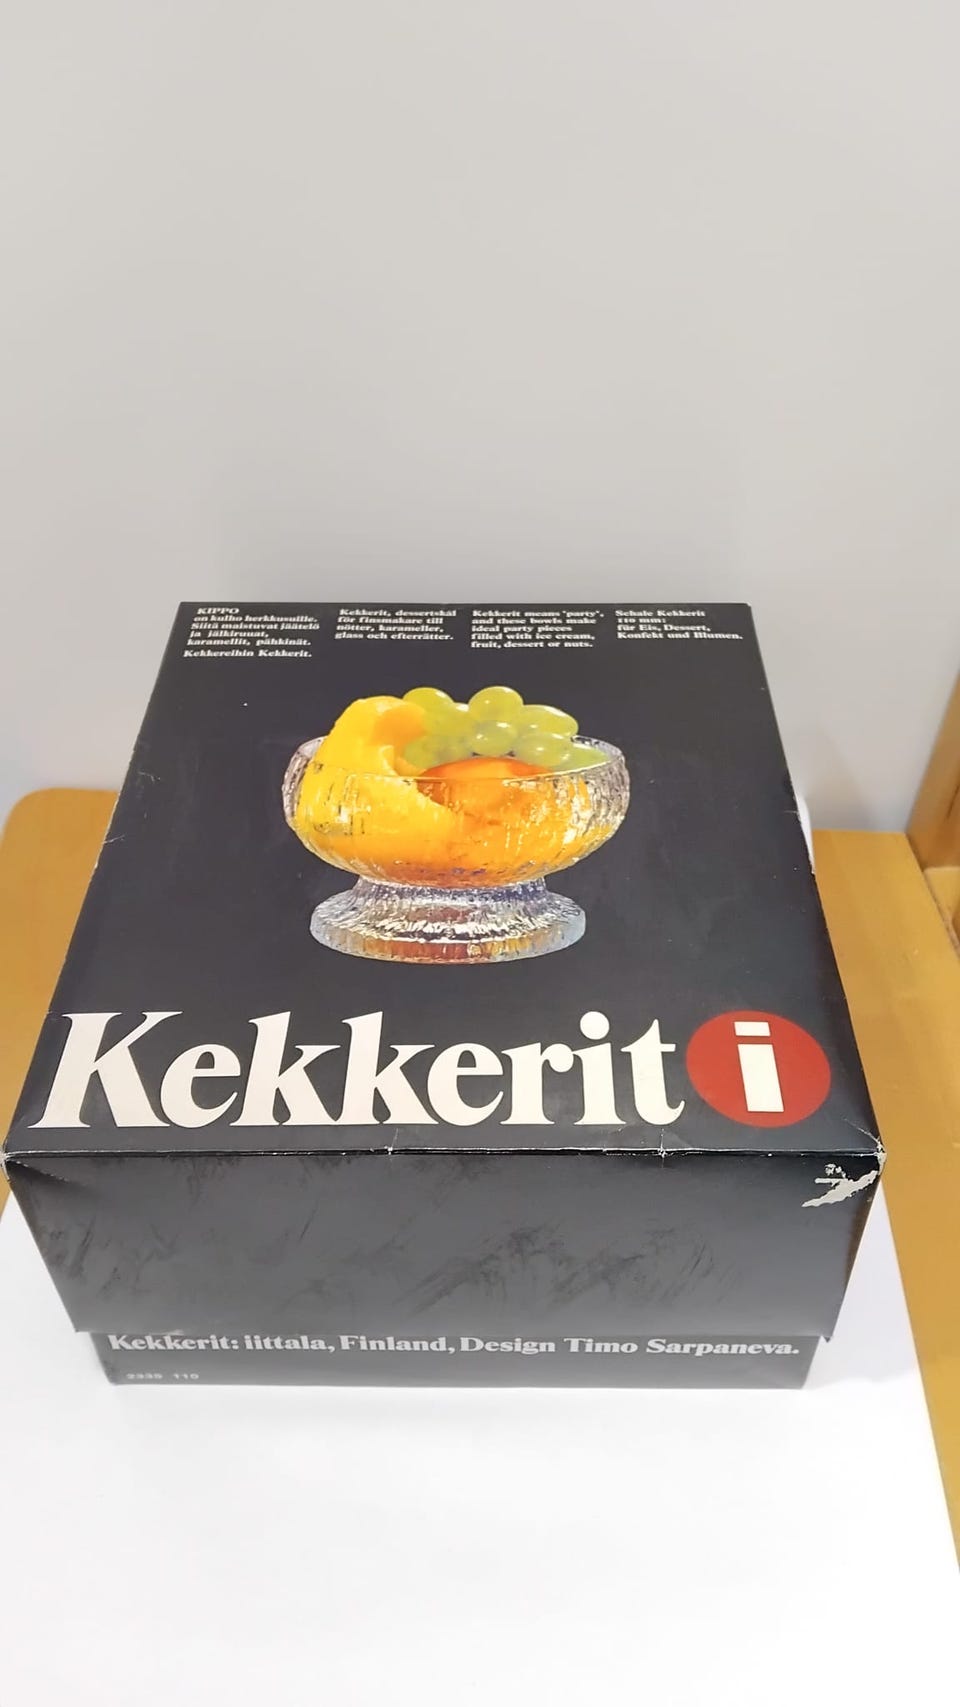 KIPPO
on kulho herkkusuille.
Siitä maistuvat jäätelö
ja jälkiruuat,
karamellit, pähkinät.
Kekkereihin Kekkerit.
Kekkerit, dessertskål
för finsmakare till
nötter, karameller,
glass och efterrätter.
Kekkerit means 'party',
and these bowls make
ideal party pieces
filled with ice cream,
fruit, dessert or nuts.
Schale Kekkerit
110 mm:
für Eis, Dessert,
Konfekt und Blumen.
Kekkerit i
Kekkerit: iittala, Finland, Design Timo Sarpaneva.
2335 110